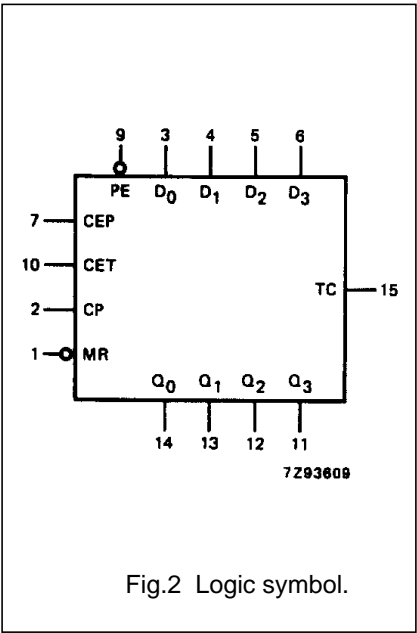 9 3 4 5 6
PE D0 D1 D2 D3
7 CEP
10 CET
TC 15
2 CP
1 MR
Q0 Q1 Q2 Q3
14 13 12 11
7Z93609
Fig.2 Logic symbol.